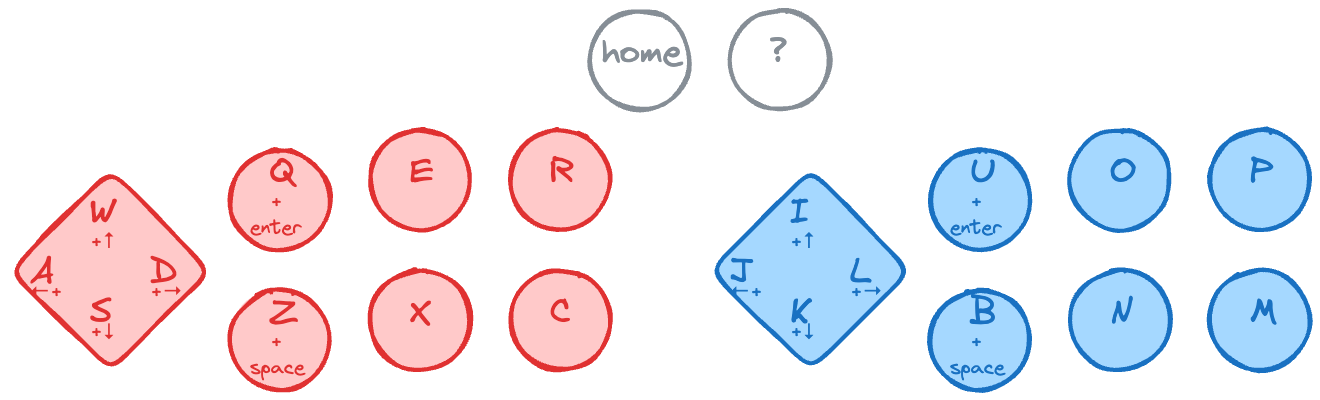 home ?
Q E R
W
+ ↑
+
enter
A D
← + + →
S
+ ↓
Z X C
+
space
U O P
I
+ ↑
+
enter
J L
← + + →
K
+ ↓
B N M
+
space